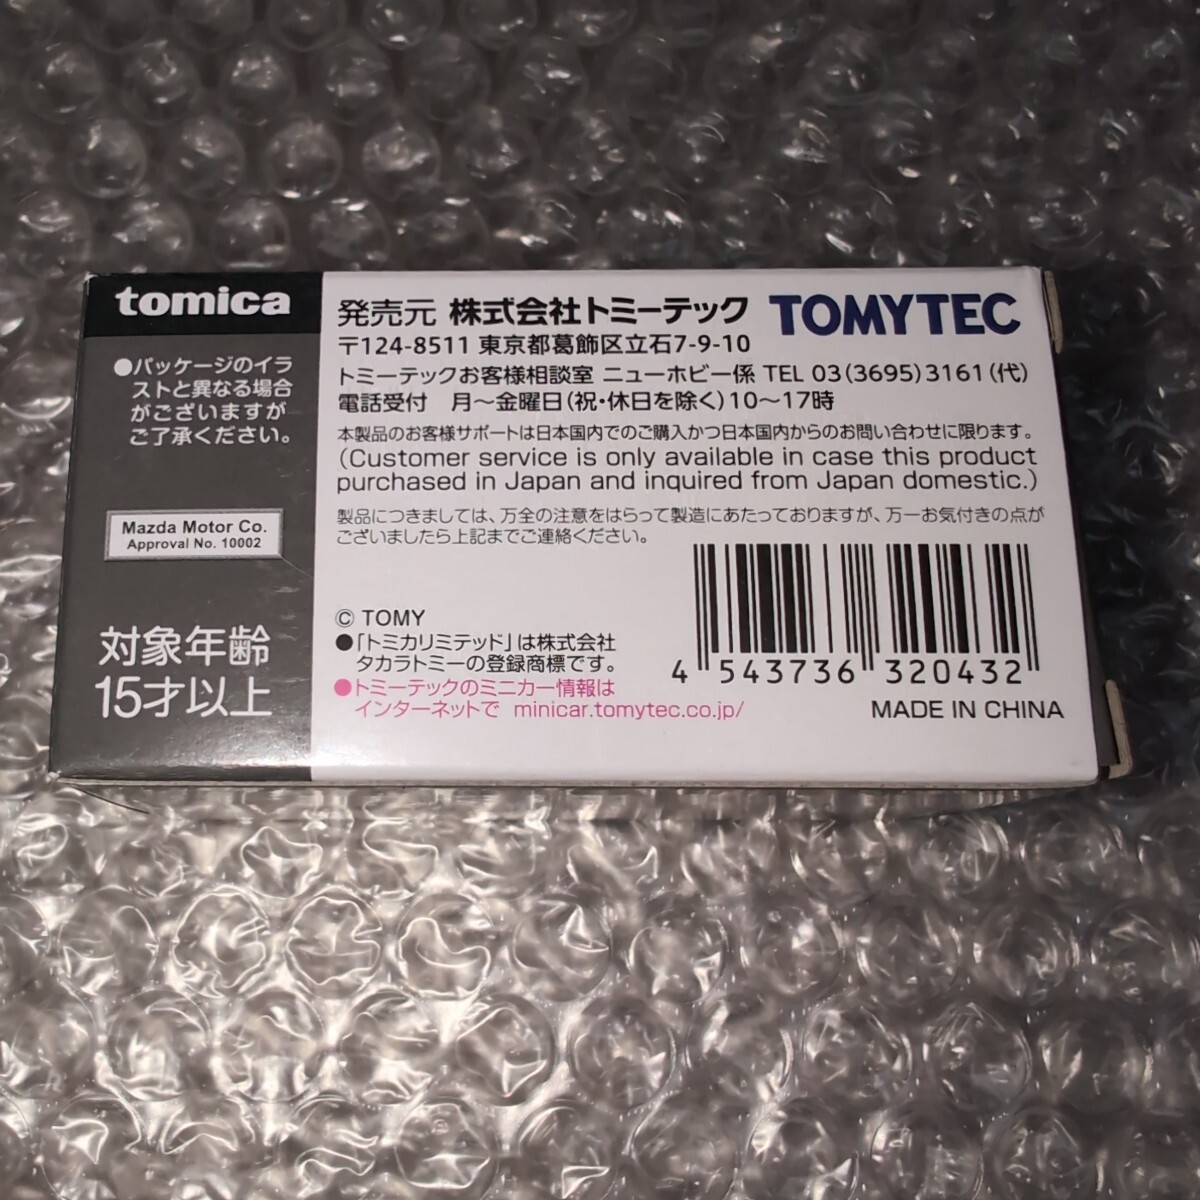 tomica
●パッケージのイラ
ストと異なる場合
がございますが
ご了承ください。
Mazda Motor Co.
Approval No. 10002
対象年齢
15才以上
発売元 株式会社トミーテック TOMYTEC
〒124-8511 東京都葛飾区立石7-9-10
トミーテックお客様相談室 ニューホビー係 TEL 03(3695)3161(代)
電話受付 月〜金曜日(祝・休日を除く)10〜17時
本製品のお客様サポートは日本国内でのご購入かつ日本国内からのお問い合わせに限ります。
(Customer service is only available in case this product
purchased in Japan and inquired from Japan domestic.)
製品につきましては、万全の注意をはらって製造にあたっておりますが、万一お気付きの点が
ございましたら上記までご連絡ください。
© TOMY
●「トミカリミテッド」は株式会社
タカラトミーの登録商標です。
●トミーテックのミニカー情報は
インターネットで minicar.tomytec.co.jp/
4 543736 320432
MADE IN CHINA